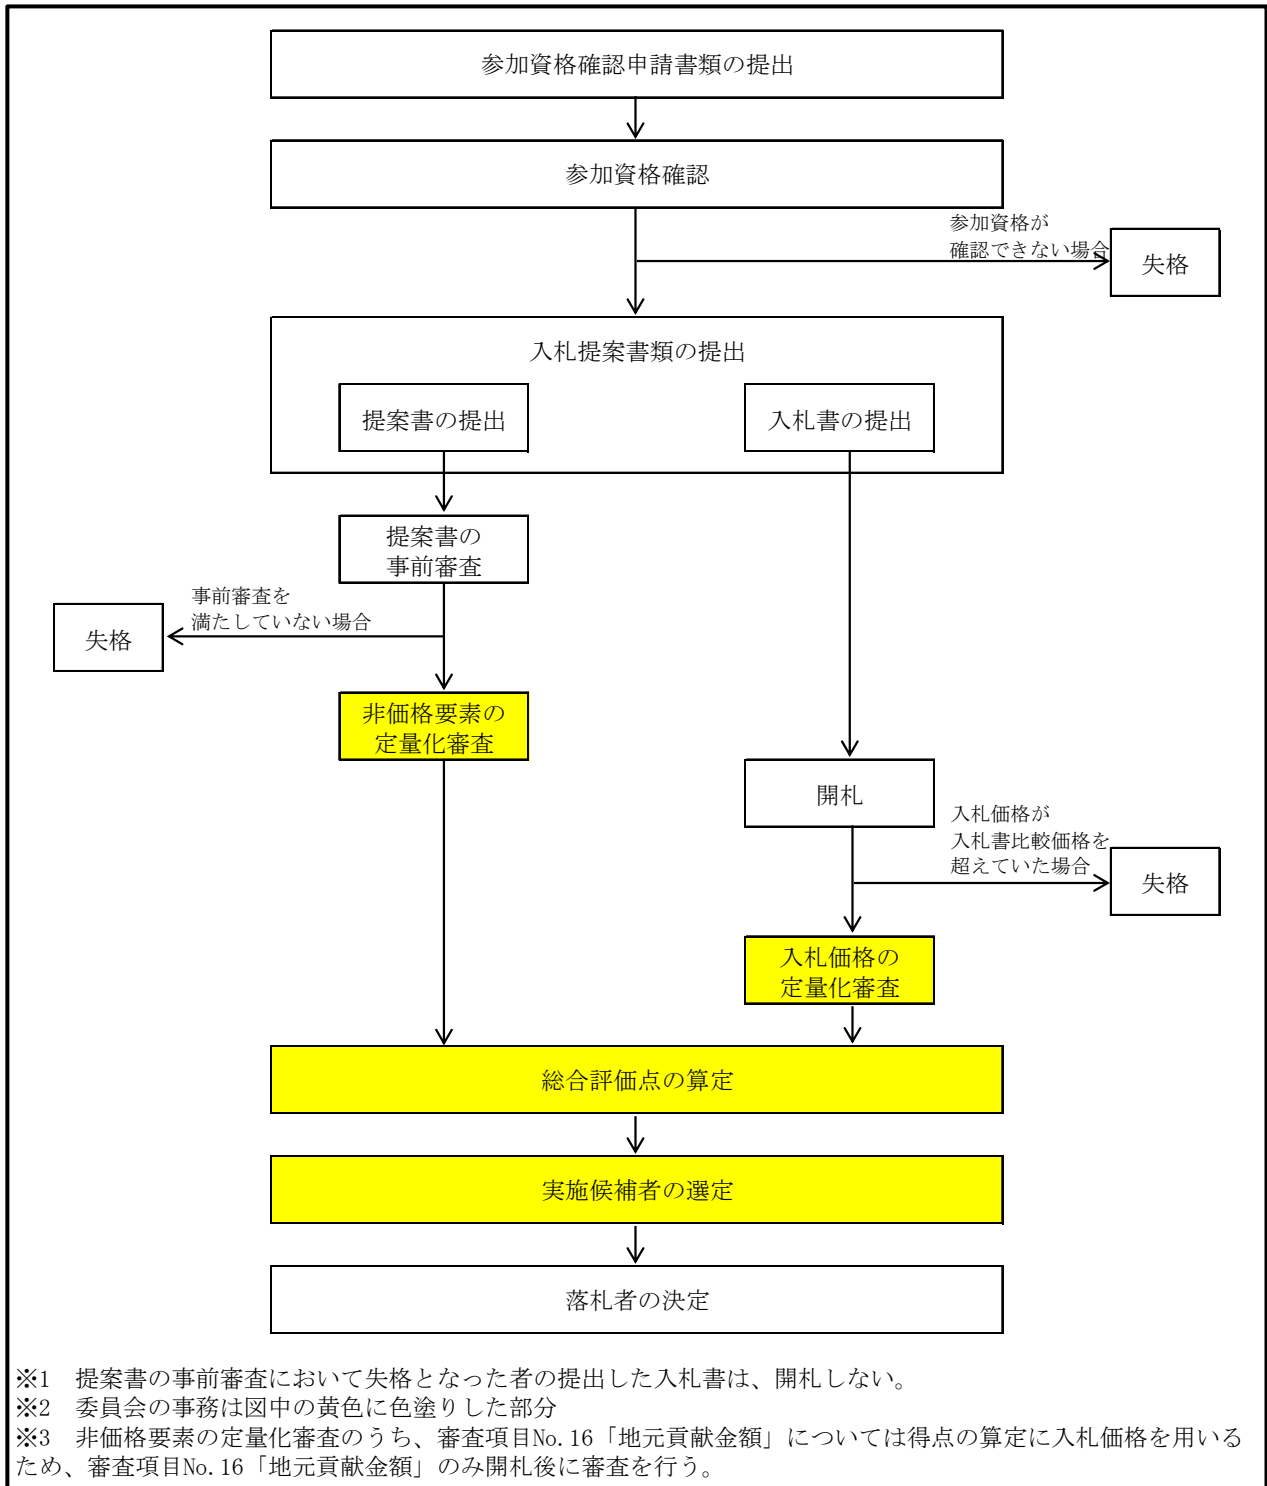 参加資格確認申請書類の提出
参加資格確認
参加資格が
確認できない場合
失格
入札提案書類の提出
提案書の提出
入札書の提出
提案書の
事前審査
事前審査を
満たしていない場合
失格
非価格要素の
定量化審査
開札
入札価格が
入札書比較価格を
超えていた場合
失格
入札価格の
定量化審査
総合評価点の算定
実施候補者の選定
落札者の決定
※1　提案書の事前審査において失格となった者の提出した入札書は、開札しない。
※2　委員会の事務は図中の黄色に色塗りした部分
※3　非価格要素の定量化審査のうち、審査項目No.16「地元貢献金額」については得点の算定に入札価格を用いる
ため、審査項目No.16「地元貢献金額」のみ開札後に審査を行う。